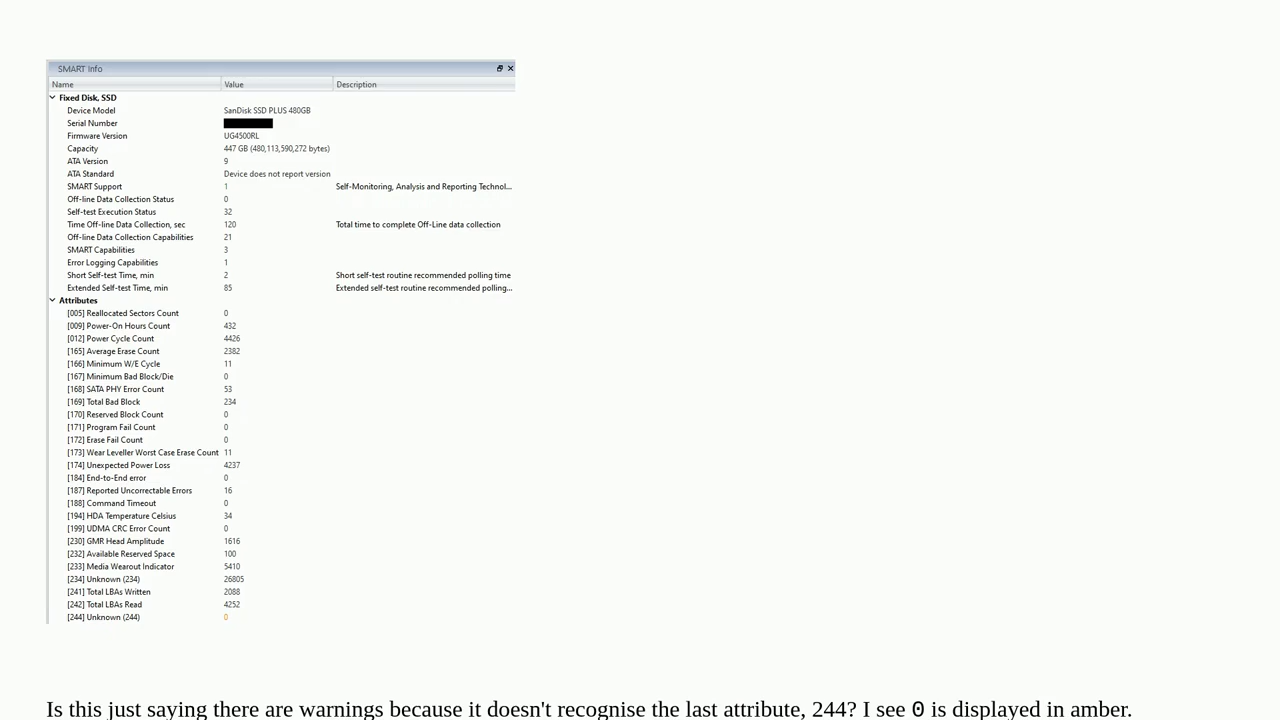 SMART Info
Name Value Description
Fixed Disk, SSD
Device Model SanDisk SSD PLUS 480GB
Serial Number
Firmware Version UG4500RL
Capacity 447 GB (480,113,590,272 bytes)
ATA Version 9
ATA Standard Device does not report version
SMART Support 1 Self-Monitoring, Analysis and Reporting Technol...
Off-line Data Collection Status 0
Self-test Execution Status 32
Time Off-line Data Collection, sec 120 Total time to complete Off-Line data collection
Off-line Data Collection Capabilities 21
SMART Capabilities 3
Error Logging Capabilities 1
Short Self-test Time, min 2 Short self-test routine recommended polling time
Extended Self-test Time, min 85 Extended self-test routine recommended polling...
Attributes
[005] Reallocated Sectors Count 0
[009] Power-On Hours Count 432
[012] Power Cycle Count 4426
[165] Average Erase Count 2382
[166] Minimum W/E Cycle 11
[167] Minimum Bad Block/Die 0
[168] SATA PHY Error Count 53
[169] Total Bad Block 234
[170] Reserved Block Count 0
[171] Program Fail Count 0
[172] Erase Fail Count 0
[173] Wear Leveller Worst Case Erase Count 11
[174] Unexpected Power Loss 4237
[184] End-to-End error 0
[187] Reported Uncorrectable Errors 16
[188] Command Timeout 0
[194] HDA Temperature Celsius 34
[199] UDMA CRC Error Count 0
[230] GMR Head Amplitude 1616
[232] Available Reserved Space 100
[233] Media Wearout Indicator 5410
[234] Unknown (234) 26805
[241] Total LBAs Written 2088
[242] Total LBAs Read 4252
[244] Unknown (244) 0
Is this just saying there are warnings because it doesn't recognise the last attribute, 244? I see 0 is displayed in amber.